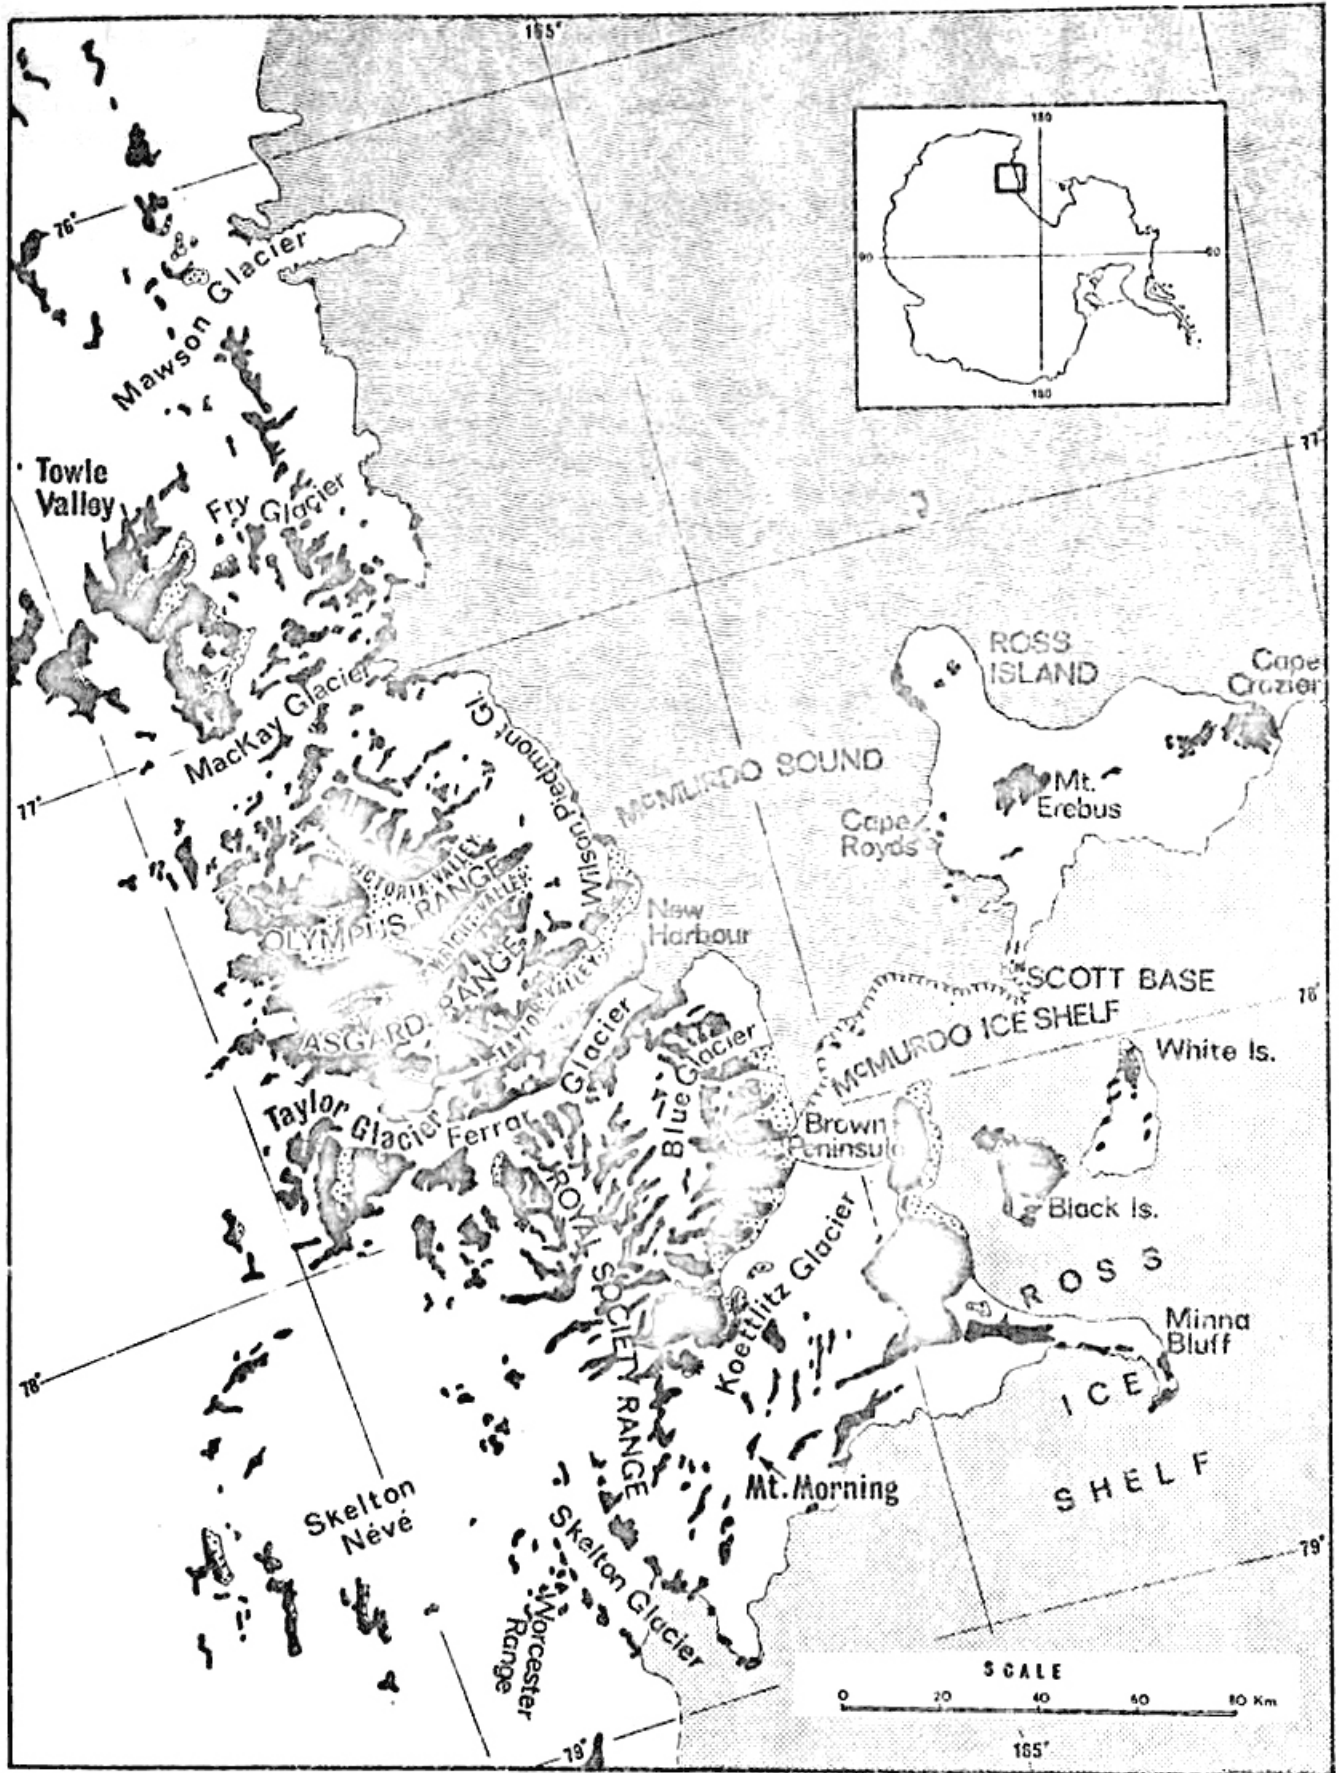 165°
180
90
90
180
76°
Mawson Glacier
77°
Towle
Valley
Fry Glacier
ROSS
ISLAND
Cape
Crozier
MacKay Glacier
Wilson Piedmont Gl.
McMURDO SOUND
Mt.
Erebus
77°
Cape
Royds
VICTORIA VALLEY
OLYMPUS RANGE
WRIGHT VALLEY
New
Harbour
ASGARD RANGE
TAYLOR VALLEY
SCOTT BASE
78°
McMURDO ICE SHELF
White Is.
Taylor Glacier
Ferrar Glacier
Blue Glacier
Brown
Peninsula
Black Is.
ROYAL SOCIETY RANGE
Koettlitz Glacier
ROSS
Minna
Bluff
78°
ICE
SHELF
Mt. Morning
Skelton
Névé
Skelton Glacier
79°
Worcester
Range
SCALE
0 20 40 60 80 Km
79°
165°